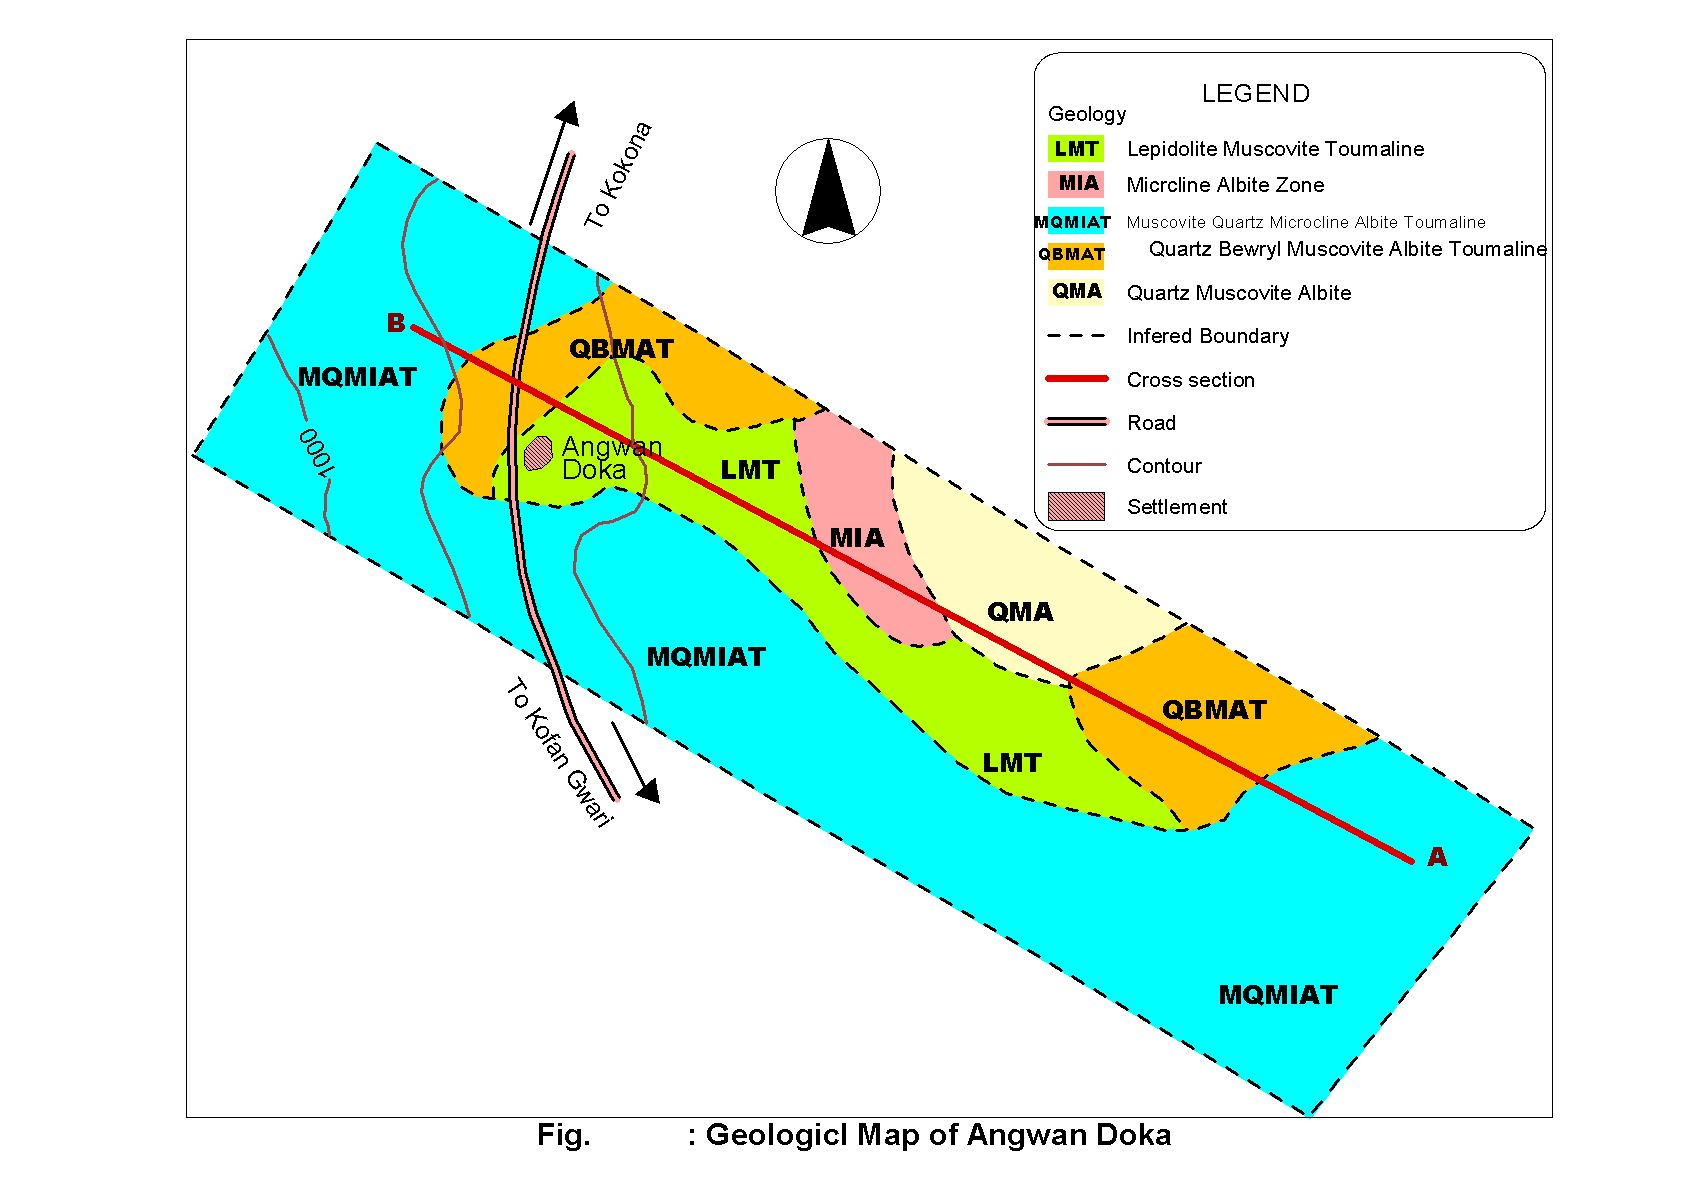 LEGEND
Geology
LMT Lepidolite Muscovite Toumaline
MIA Micrcline Albite Zone
MQMIAT Muscovite Quartz Microcline Albite Toumaline
QBMAT Quartz Bewryl Muscovite Albite Toumaline
QMA Quartz Muscovite Albite
Infered Boundary
Cross section
Road
Contour
Settlement
To Kokona
B
QBMAT
MQMIAT
1000
Angwan
Doka
LMT
MIA
QMA
MQMIAT
To Kofan Gwari
QBMAT
LMT
A
MQMIAT
Fig. : Geologicl Map of Angwan Doka